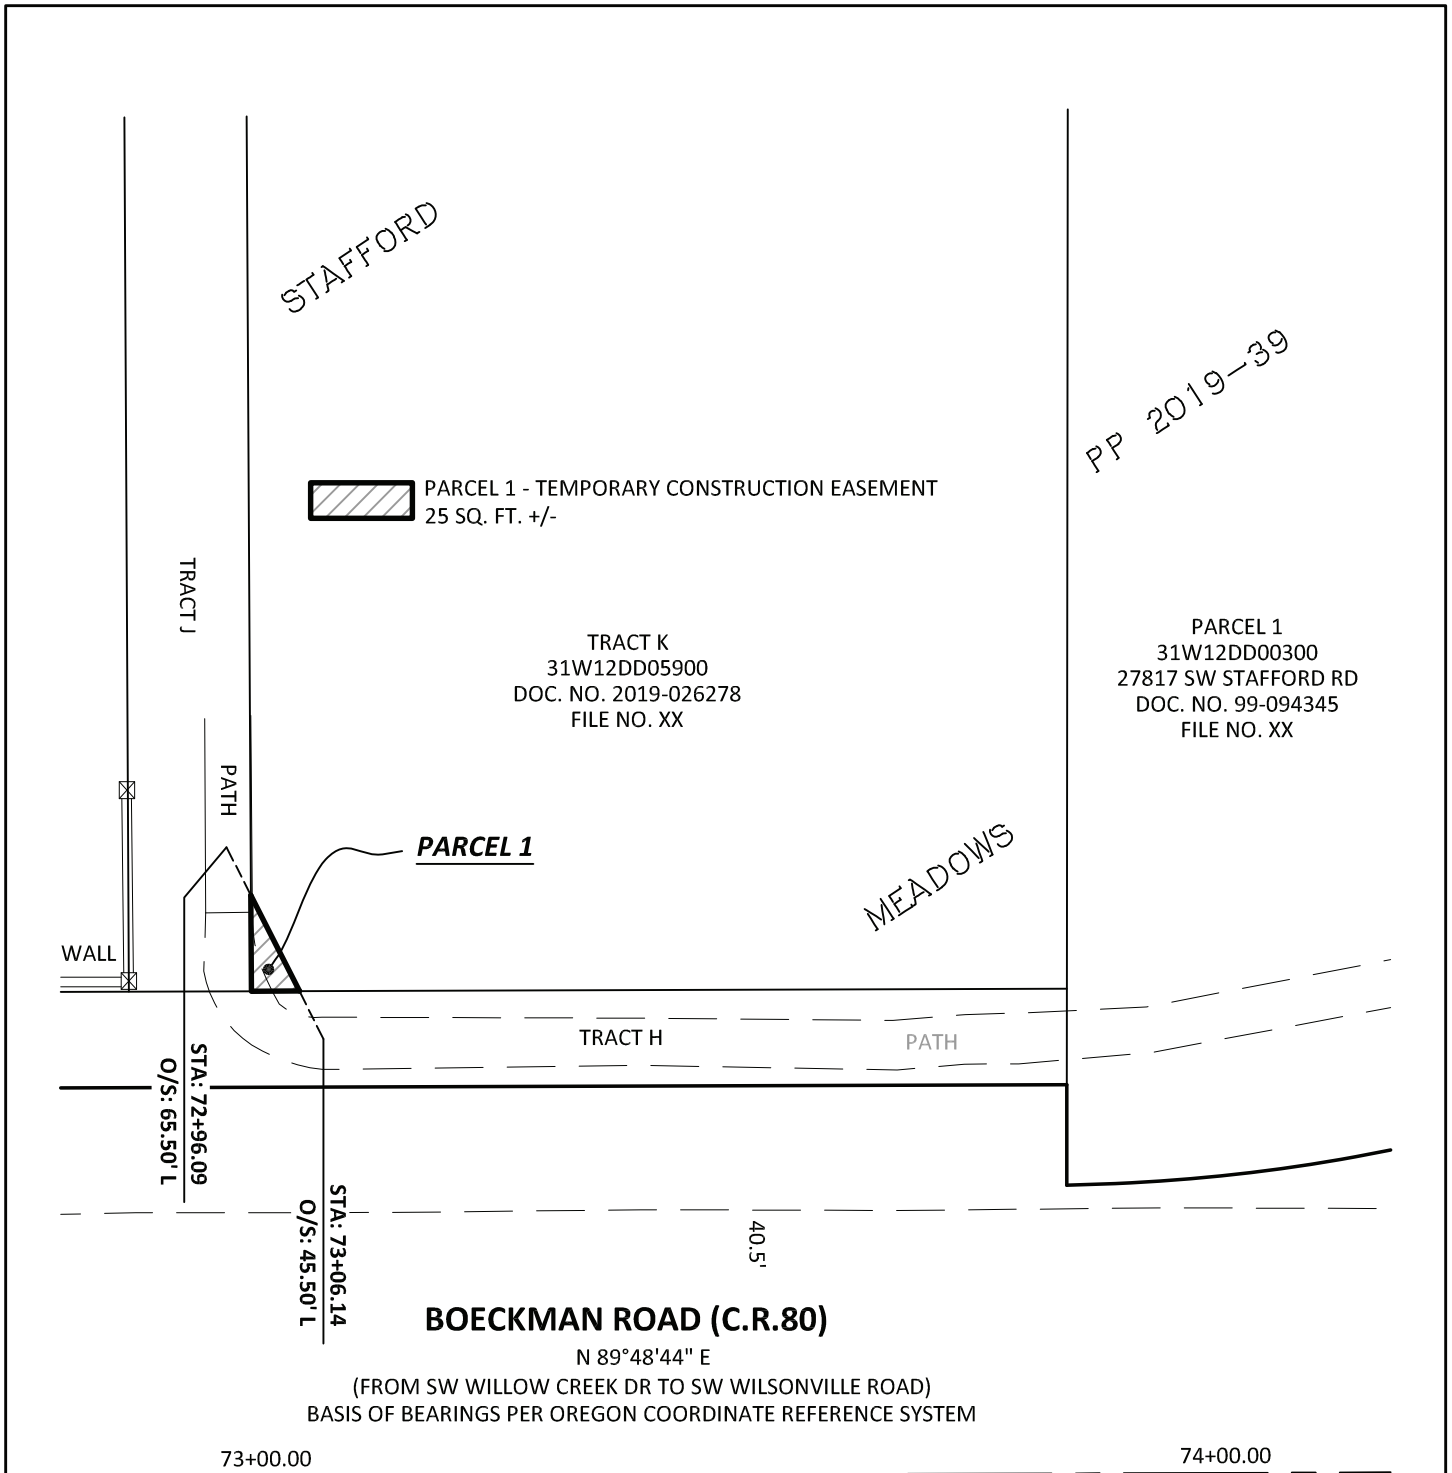 STAFFORD
PP 2019-39
PARCEL 1 - TEMPORARY CONSTRUCTION EASEMENT
25 SQ. FT. +/-
TRACT J
TRACT K
31W12DD05900
DOC. NO. 2019-026278
FILE NO. XX
PARCEL 1
31W12DD00300
27817 SW STAFFORD RD
DOC. NO. 99-094345
FILE NO. XX
PATH
PARCEL 1
MEADOWS
WALL
TRACT H
PATH
STA: 72+96.09
O/S: 65.50' L
STA: 73+06.14
O/S: 45.50' L
40.5'
BOECKMAN ROAD (C.R.80)
N 89°48'44" E
(FROM SW WILLOW CREEK DR TO SW WILSONVILLE ROAD)
BASIS OF BEARINGS PER OREGON COORDINATE REFERENCE SYSTEM
73+00.00
74+00.00